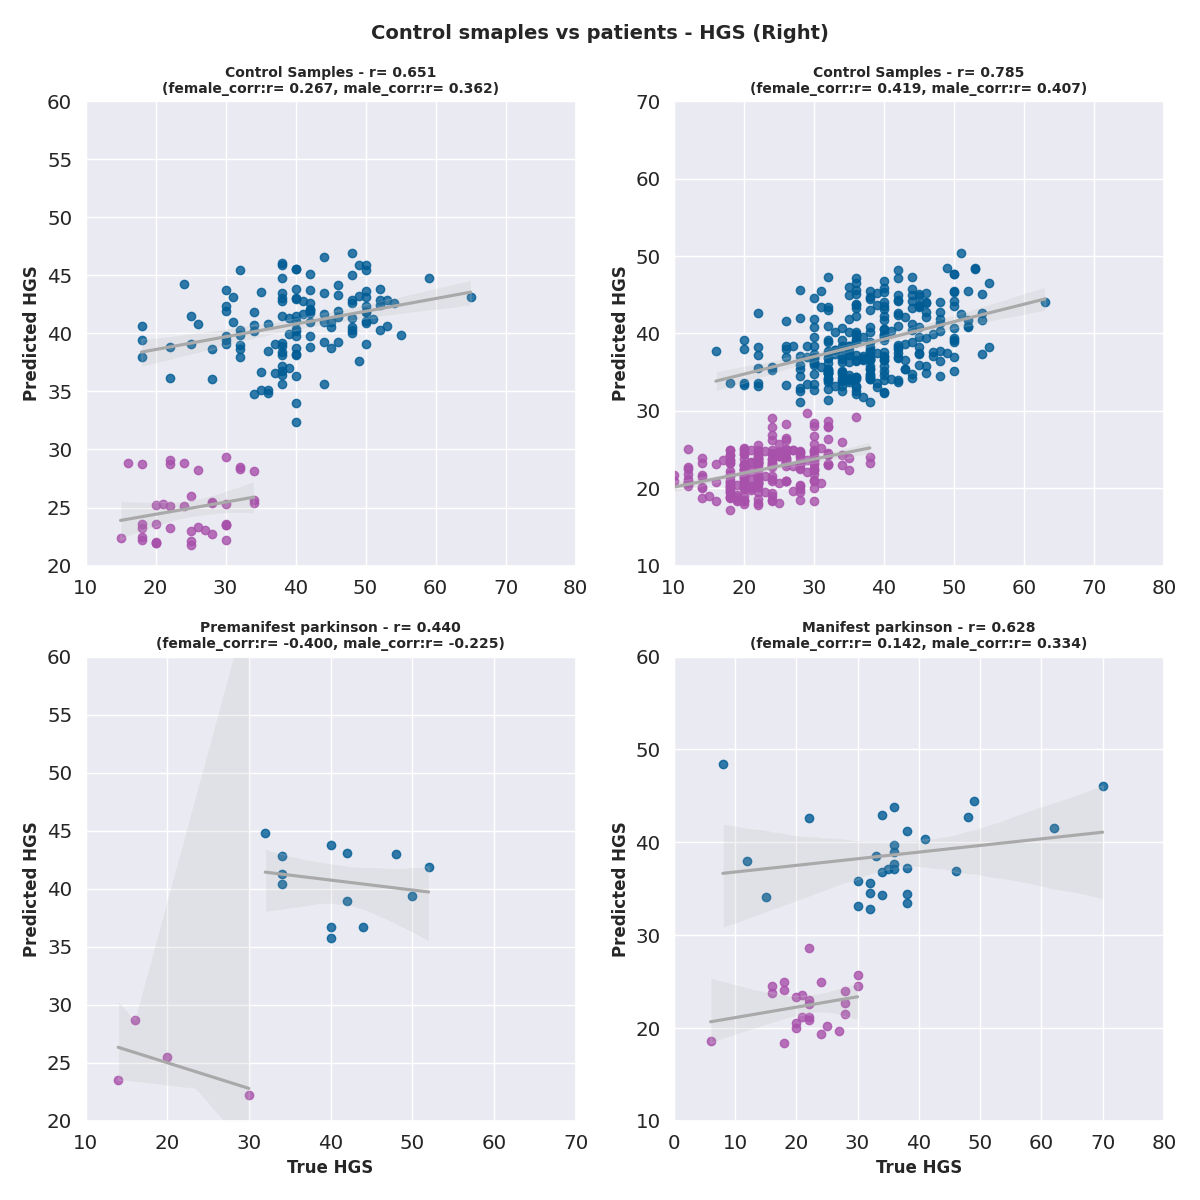 Control smaples vs patients - HGS (Right)
Control Samples - r= 0.651
(female_corr:r= 0.267, male_corr:r= 0.362)
60
55
50
45
40
35
30
25
20
Predicted HGS
10 20 30 40 50 60 70 80
Control Samples - r= 0.785
(female_corr:r= 0.419, male_corr:r= 0.407)
70
60
50
40
30
20
10
Predicted HGS
10 20 30 40 50 60 70 80
Premanifest parkinson - r= 0.440
(female_corr:r= -0.400, male_corr:r= -0.225)
60
55
50
45
40
35
30
25
20
Predicted HGS
10 20 30 40 50 60 70
True HGS
Manifest parkinson - r= 0.628
(female_corr:r= 0.142, male_corr:r= 0.334)
60
50
40
30
20
10
Predicted HGS
0 10 20 30 40 50 60 70 80
True HGS